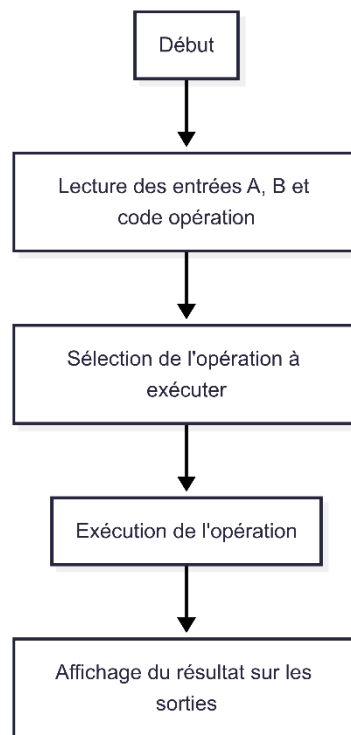 Début
Lecture des entrées A, B et
code opération
Sélection de l'opération à
exécuter
Exécution de l'opération
Affichage du résultat sur les
sorties